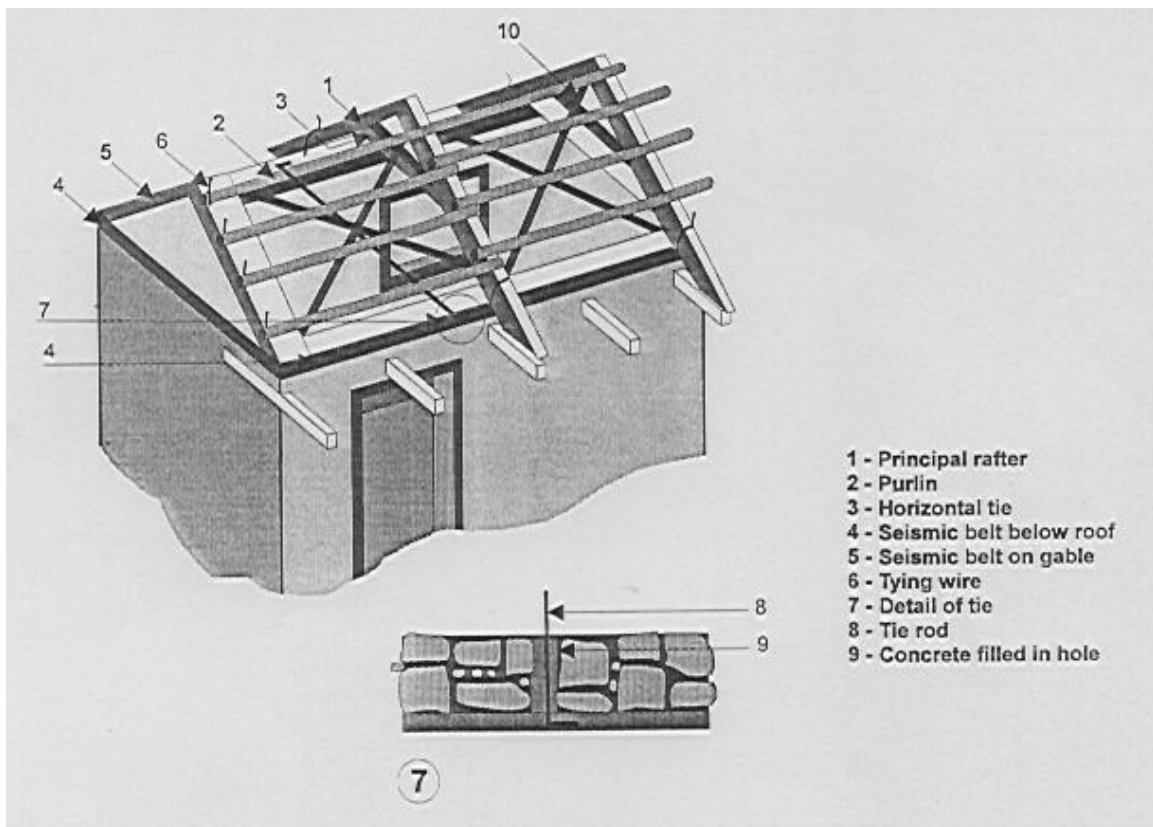 10
1
3
2
6
5
4
7
4
1 - Principal rafter
2 - Purlin
3 - Horizontal tie
4 - Seismic belt below roof
5 - Seismic belt on gable
6 - Tying wire
7 - Detail of tie
8 - Tie rod
9 - Concrete filled in hole
8
9
7